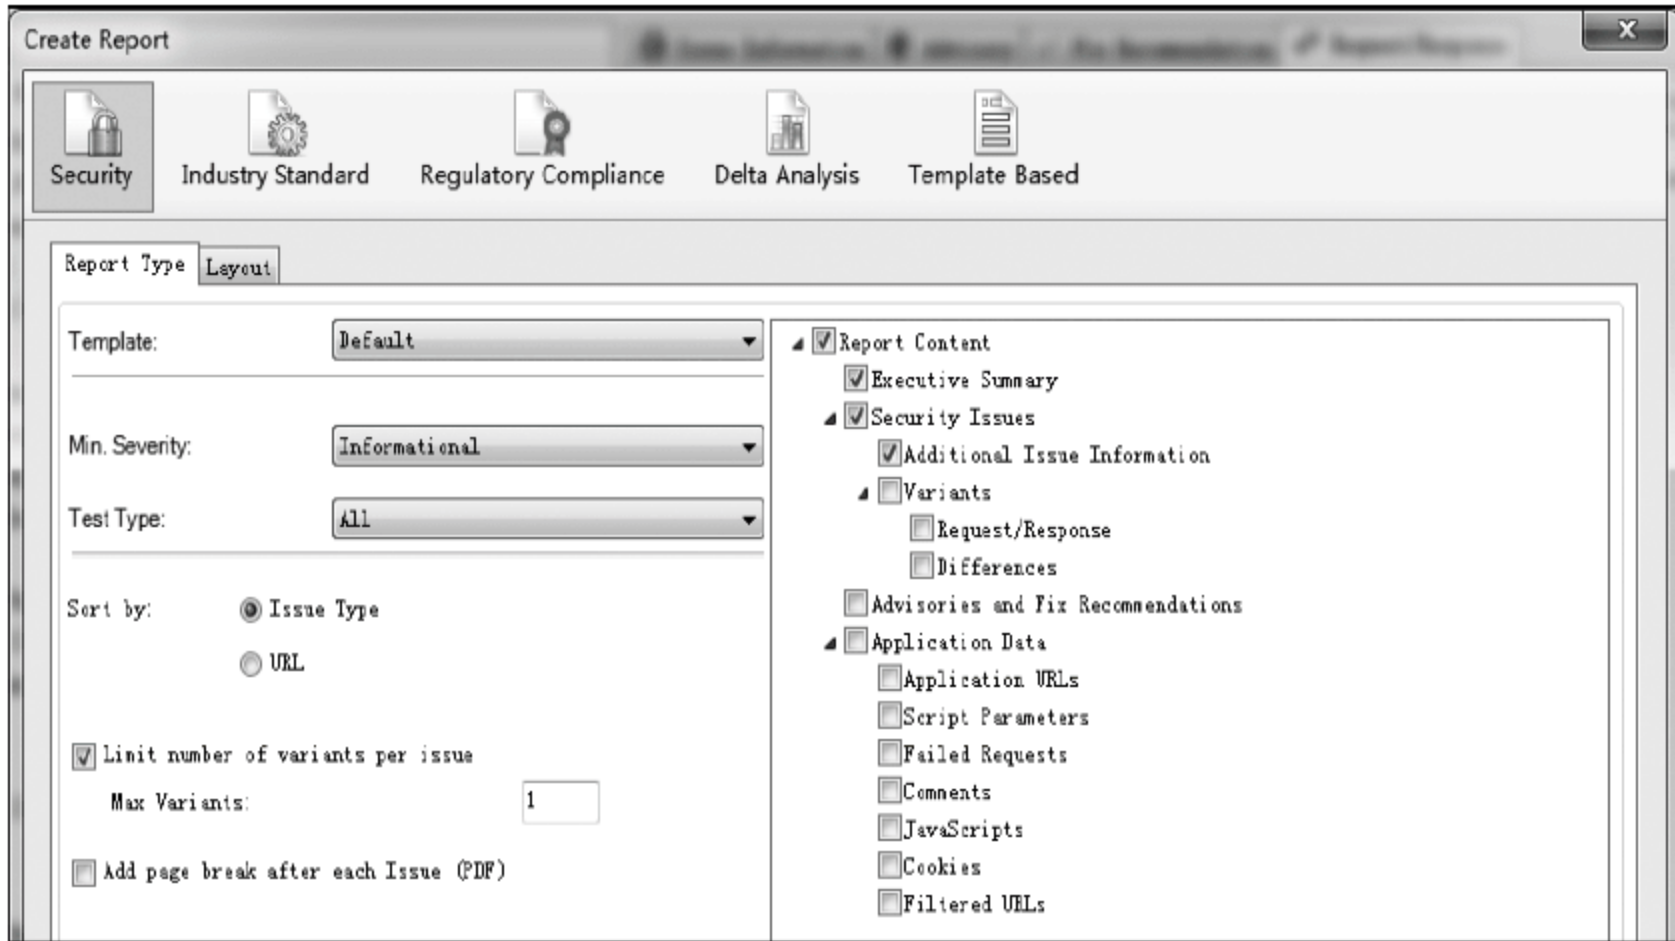 Create Report
Security
Industry Standard
Regulatory Compliance
Delta Analysis
Template Based
Report Type
Layout
Template:
Default
Min. Severity:
Informational
Test Type:
All
Sort by:
Issue Type
URL
Limit number of variants per issue
Max Variants:
1
Add page break after each Issue (PDF)
Report Content
Executive Summary
Security Issues
Additional Issue Information
Variants
Request/Response
Differences
Advisories and Fix Recommendations
Application Data
Application URLs
Script Parameters
Failed Requests
Comments
JavaScripts
Cookies
Filtered URLs